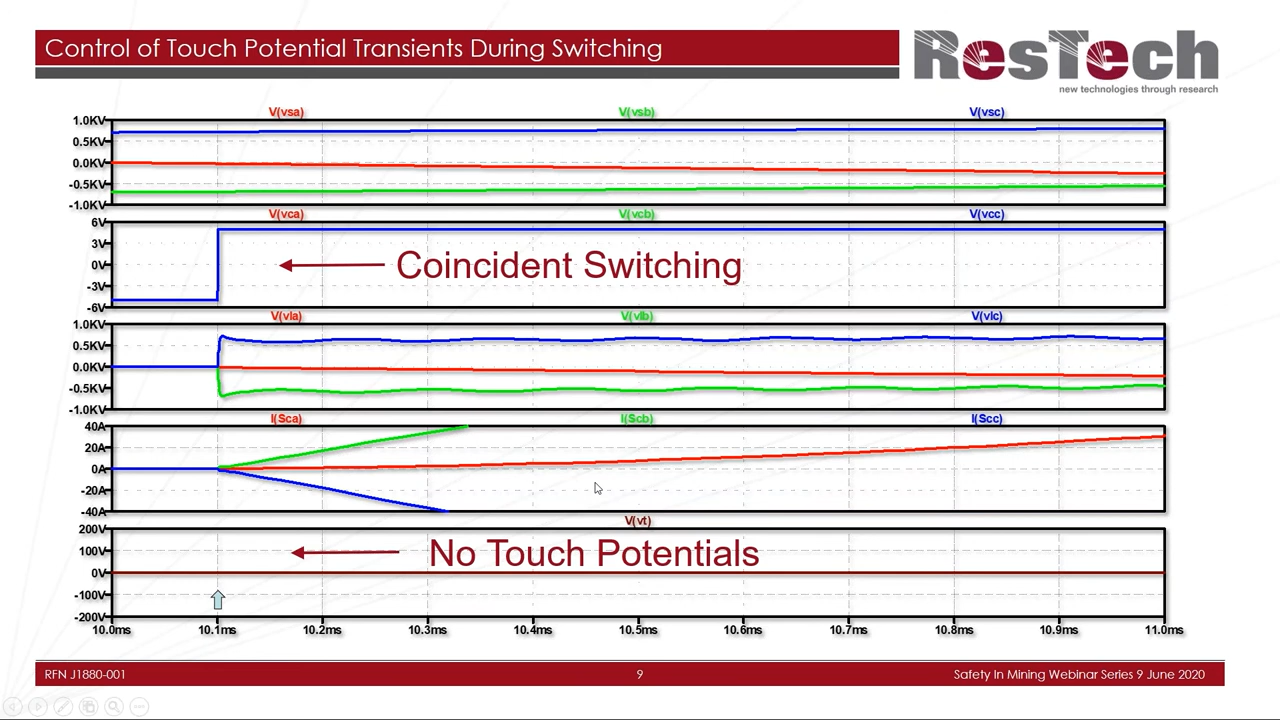 Control of Touch Potential Transients During Switching
ResTech
new technologies through research
V(vsa) V(vsb) V(vsc)
1.0KV
0.5KV
0.0KV
-0.5KV
-1.0KV
V(vca) V(vcb) V(vcc)
6V
3V
0V
-3V
-6V
Coincident Switching
V(vla) V(vlb) V(vlc)
1.0KV
0.5KV
0.0KV
-0.5KV
-1.0KV
I(Sca) I(Scb) I(Scc)
40A
20A
0A
-20A
-40A
V(vt)
200V
100V
0V
-100V
-200V
No Touch Potentials
10.0ms 10.1ms 10.2ms 10.3ms 10.4ms 10.5ms 10.6ms 10.7ms 10.8ms 10.9ms 11.0ms
RFN J1880-001 9 Safety In Mining Webinar Series 9 June 2020